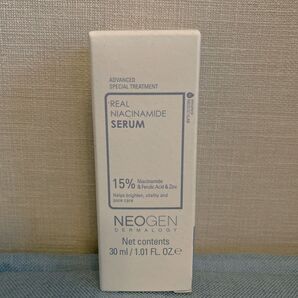 ADVANCED
SPECIAL TREATMENT
REAL
NIACINAMIDE
SERUM
15% Niacinamide
& Ferulic Acid & Zinc
Helps brighten, vitality and
pore care
NEOGEN
DERMALOGY
Net contents
30 ml / 1.01 FL. OZ.℮